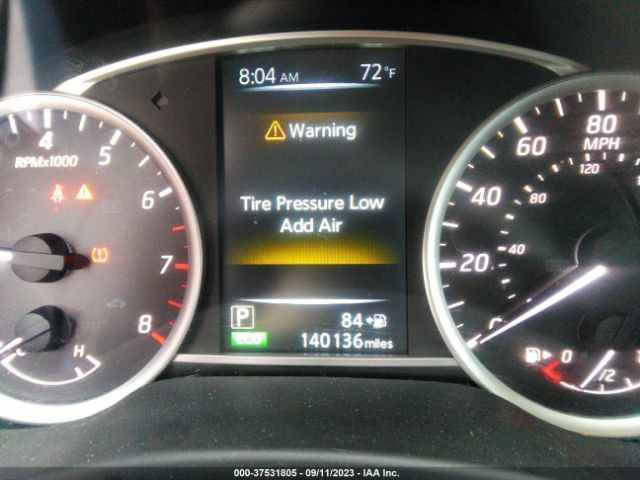 8:04 AM 72°F
Warning
Tire Pressure Low
Add Air
P 84
ECO 140136 miles
4 5 6 7 8
RPMx1000
C H
0 20 40 60 80
MPH
40 80 120
0 1/2
000-37531805 - 09/11/2023 - IAA Inc.